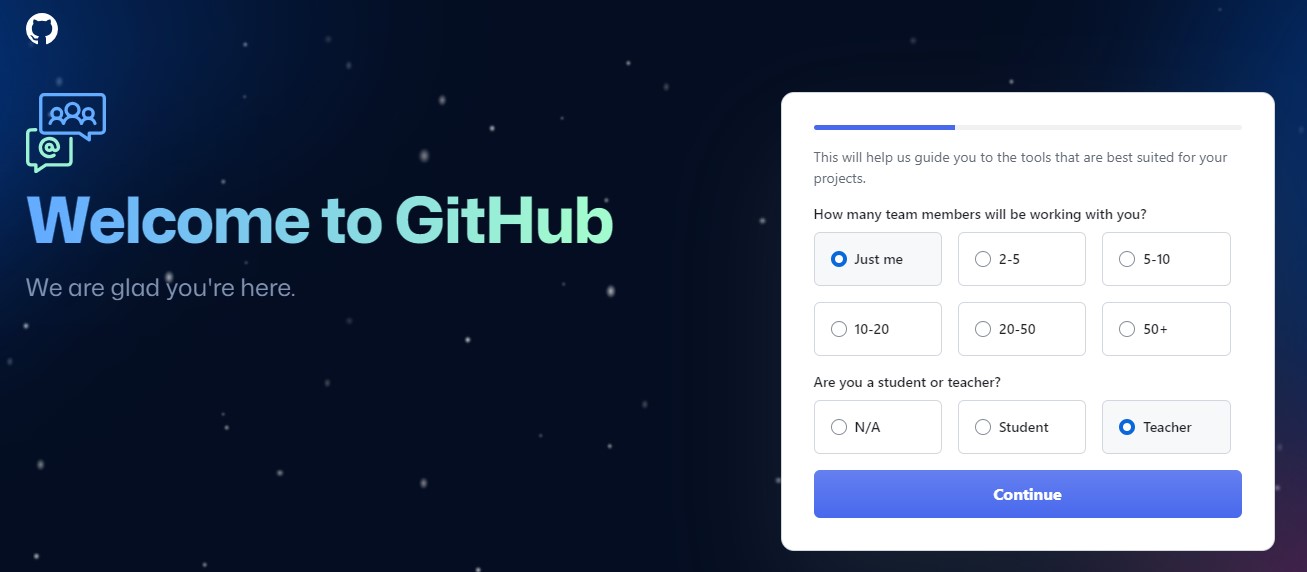 Welcome to GitHub
We are glad you're here.
This will help us guide you to the tools that are best suited for your
projects.
How many team members will be working with you?
Just me
2-5
5-10
10-20
20-50
50+
Are you a student or teacher?
N/A
Student
Teacher
Continue